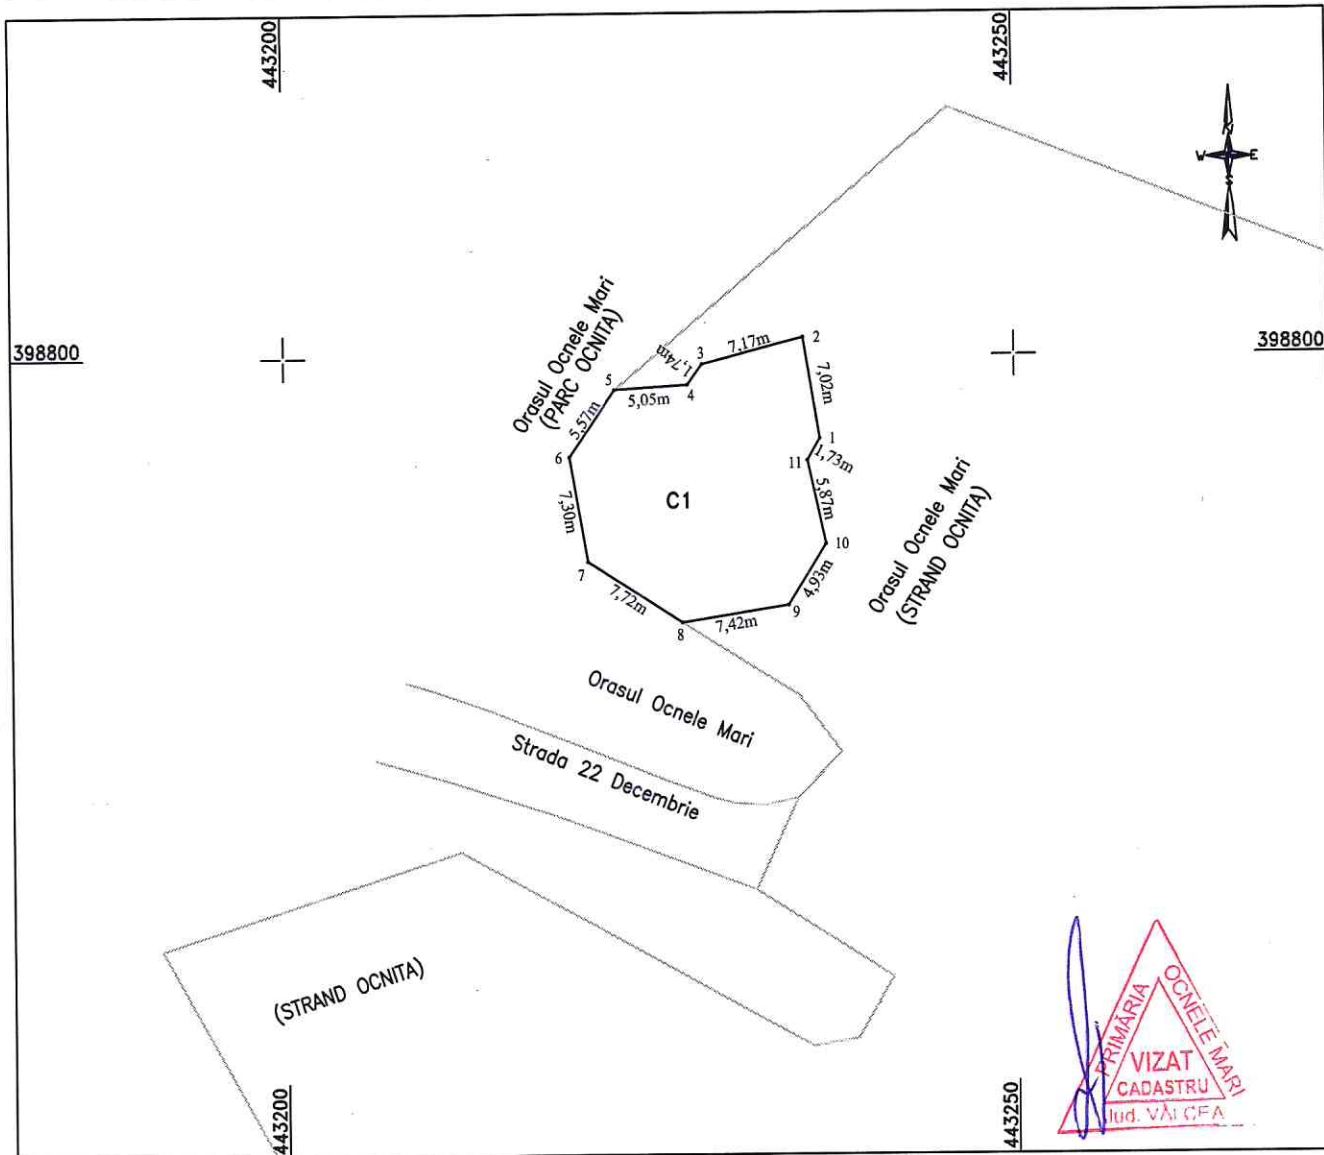 443200
443250
N
W E
S
398800
398800
Orasul Ocnele Mari
(PARC OCNITA)
2
3
7,17m
1,74m
4
5
5,05m
7,02m
5,57m
1
1,73m
6
11
C1
5,87m
7,30m
10
7
4,93m
9
7,72m
7,42m
8
Orasul Ocnele Mari
(STRAND OCNITA)
Orasul Ocnele Mari
Strada 22 Decembrie
(STRAND OCNITA)
PRIMĂRIA
OCNELE MARI
VIZAT
CADASTRU
Jud. VÂLCEA
443200
443250